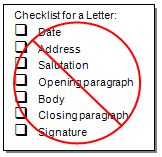 Checklist for a Letter:
Date
Address
Salutation
Opening paragraph
Body
Closing paragraph
Signature